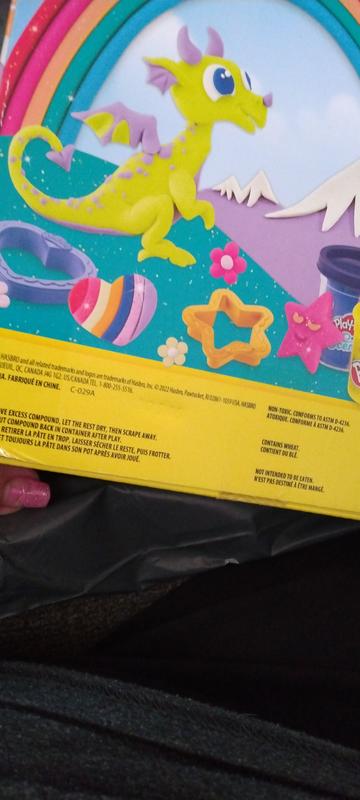 Play
HASBRO and all related trademarks and logos are trademarks of Hasbro, Inc. © 2022 Hasbro, Pawtucket, RI 02861-1059 USA. HASBRO
QC, CANADA J4G 1G2. US/CANADA TEL. 1-800-255-5516.
FABRIQUÉ EN CHINE. C-029A
EXCESS COMPOUND, LET THE REST DRY, THEN SCRAPE AWAY.
COMPOUND BACK IN CONTAINER AFTER PLAY.
RETIRER LA PÂTE EN TROP, LAISSER SÉCHER LE RESTE, PUIS FROTTER.
TOUJOURS LA PÂTE DANS SON POT APRÈS AVOIR JOUÉ.
NON-TOXIC. CONFORMS TO ASTM D-4236.
ATOXIQUE. CONFORME À ASTM D-4236.
CONTAINS WHEAT.
CONTIENT DU BLÉ.
NOT INTENDED TO BE EATEN.
N'EST PAS DESTINÉ À ÊTRE MANGÉ.